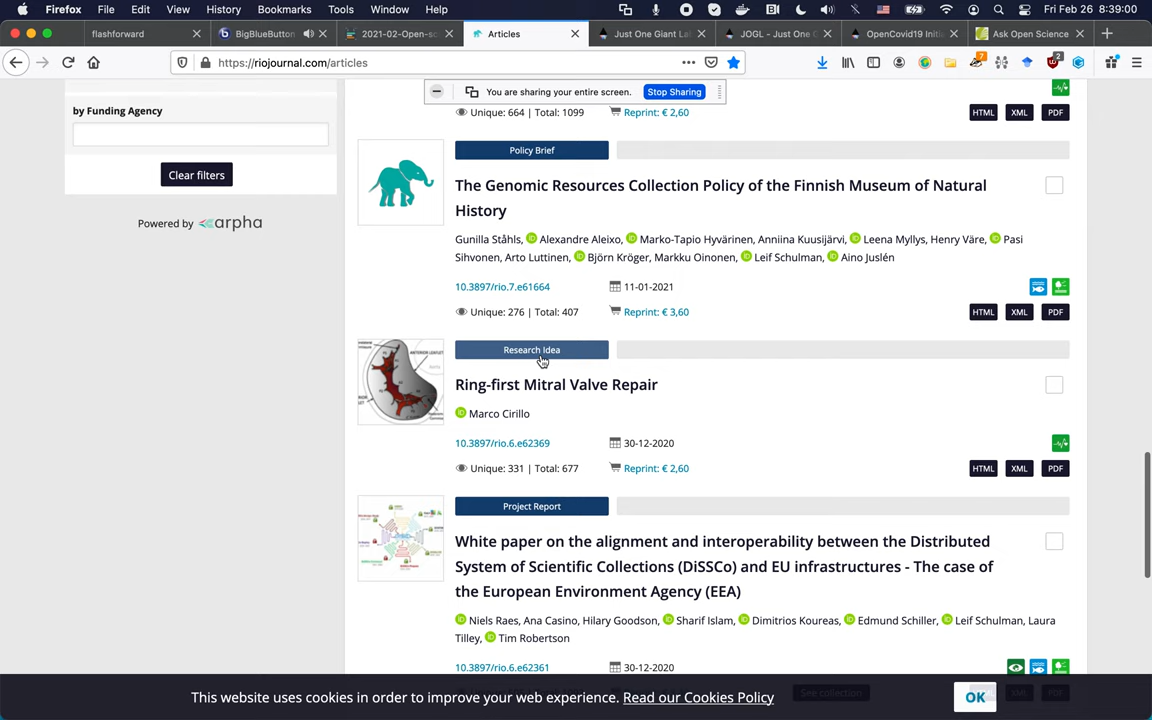 Firefox File Edit View History Bookmarks Tools Window Help Fri Feb 26 8:39:00
flashforward BigBlueButton 2021-02-Open-sc Articles Just One Giant L JOGL - Just One OpenCovid19 Initi Ask Open Science
https://riojournal.com/articles
You are sharing your entire screen. Stop Sharing
by Funding Agency
Clear filters
Powered by arpha
Unique: 664 | Total: 1099 Reprint: € 2,60 HTML XML PDF
Policy Brief
The Genomic Resources Collection Policy of the Finnish Museum of Natural
History
Gunilla Ståhls, Alexandre Aleixo, Marko-Tapio Hyvärinen, Anniina Kuusijärvi, Leena Myllys, Henry Väre, Pasi
Sihvonen, Arto Luttinen, Björn Kröger, Markku Oinonen, Leif Schulman, Aino Juslén
10.3897/rio.7.e61664 11-01-2021
Unique: 276 | Total: 407 Reprint: € 3,60 HTML XML PDF
Research Idea
Ring-first Mitral Valve Repair
Marco Cirillo
10.3897/rio.6.e62369 30-12-2020
Unique: 331 | Total: 677 Reprint: € 2,60 HTML XML PDF
Project Report
White paper on the alignment and interoperability between the Distributed
System of Scientific Collections (DiSSCo) and EU infrastructures - The case of
the European Environment Agency (EEA)
Niels Raes, Ana Casino, Hilary Goodson, Sharif Islam, Dimitrios Koureas, Edmund Schiller, Leif Schulman, Laura
Tilley, Tim Robertson
10.3897/rio.6.e62361 30-12-2020
See collection XML PDF
This website uses cookies in order to improve your web experience. Read our Cookies Policy OK